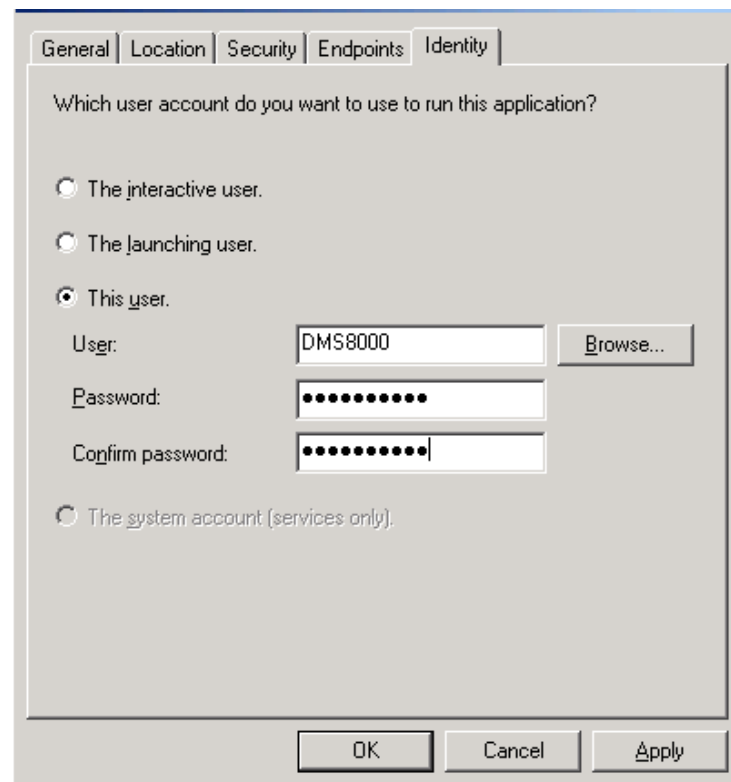 General Location Security Endpoints Identity
Which user account do you want to use to run this application?
The interactive user.
The launching user.
This user.
User: DMS8000 Browse...
Password: ●●●●●●●●●●
Confirm password: ●●●●●●●●●●
The system account (services only).
OK Cancel Apply